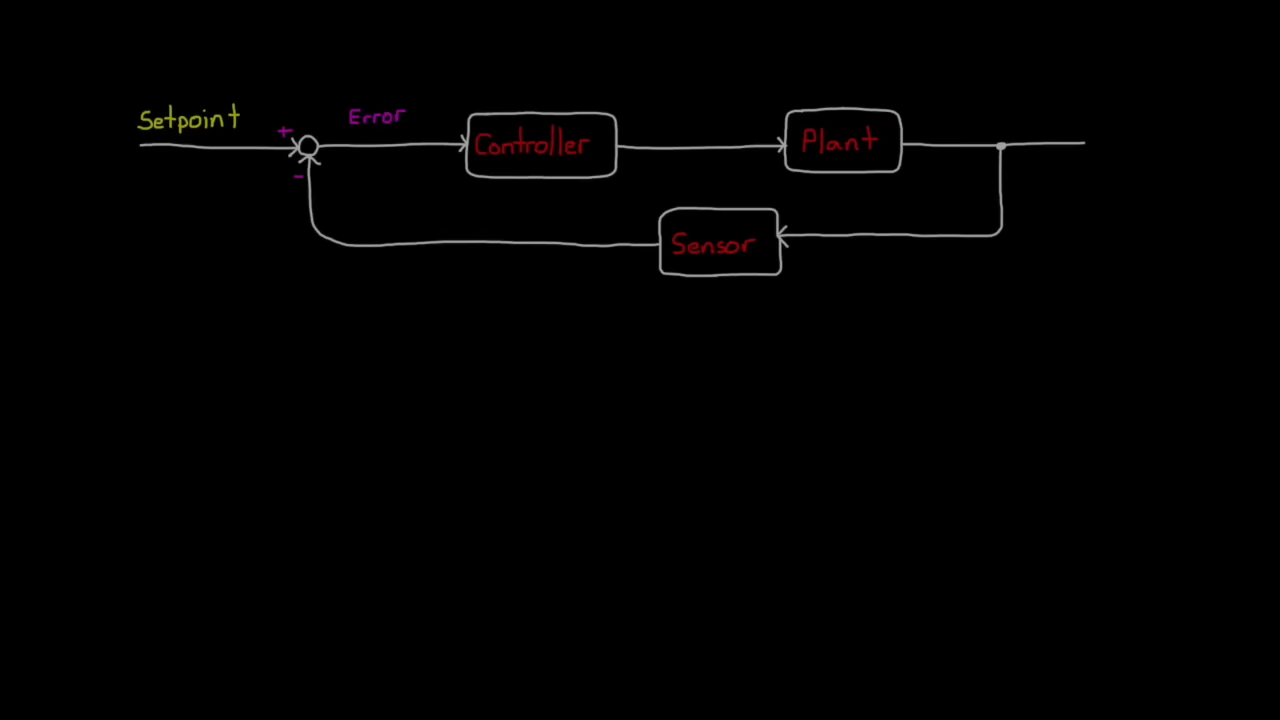 Setpoint
+
Error
Controller
Plant
-
Sensor